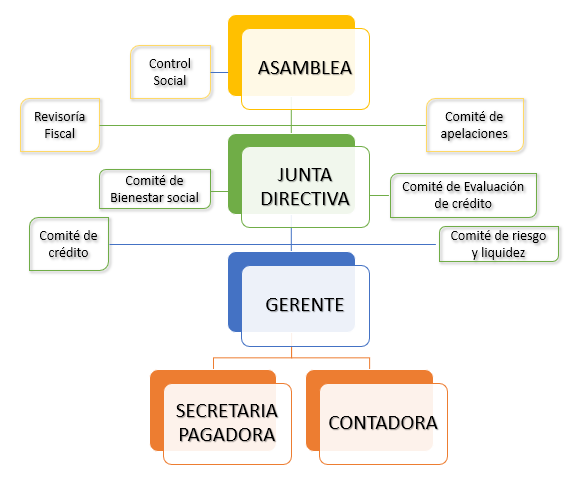 Control
Social
ASAMBLEA
Revisoría
Fiscal
Comité de
apelaciones
JUNTA
DIRECTIVA
Comité de
Bienestar social
Comité de Evaluación
de crédito
Comité de
crédito
Comité de riesgo
y liquidez
GERENTE
SECRETARIA
PAGADORA
CONTADORA